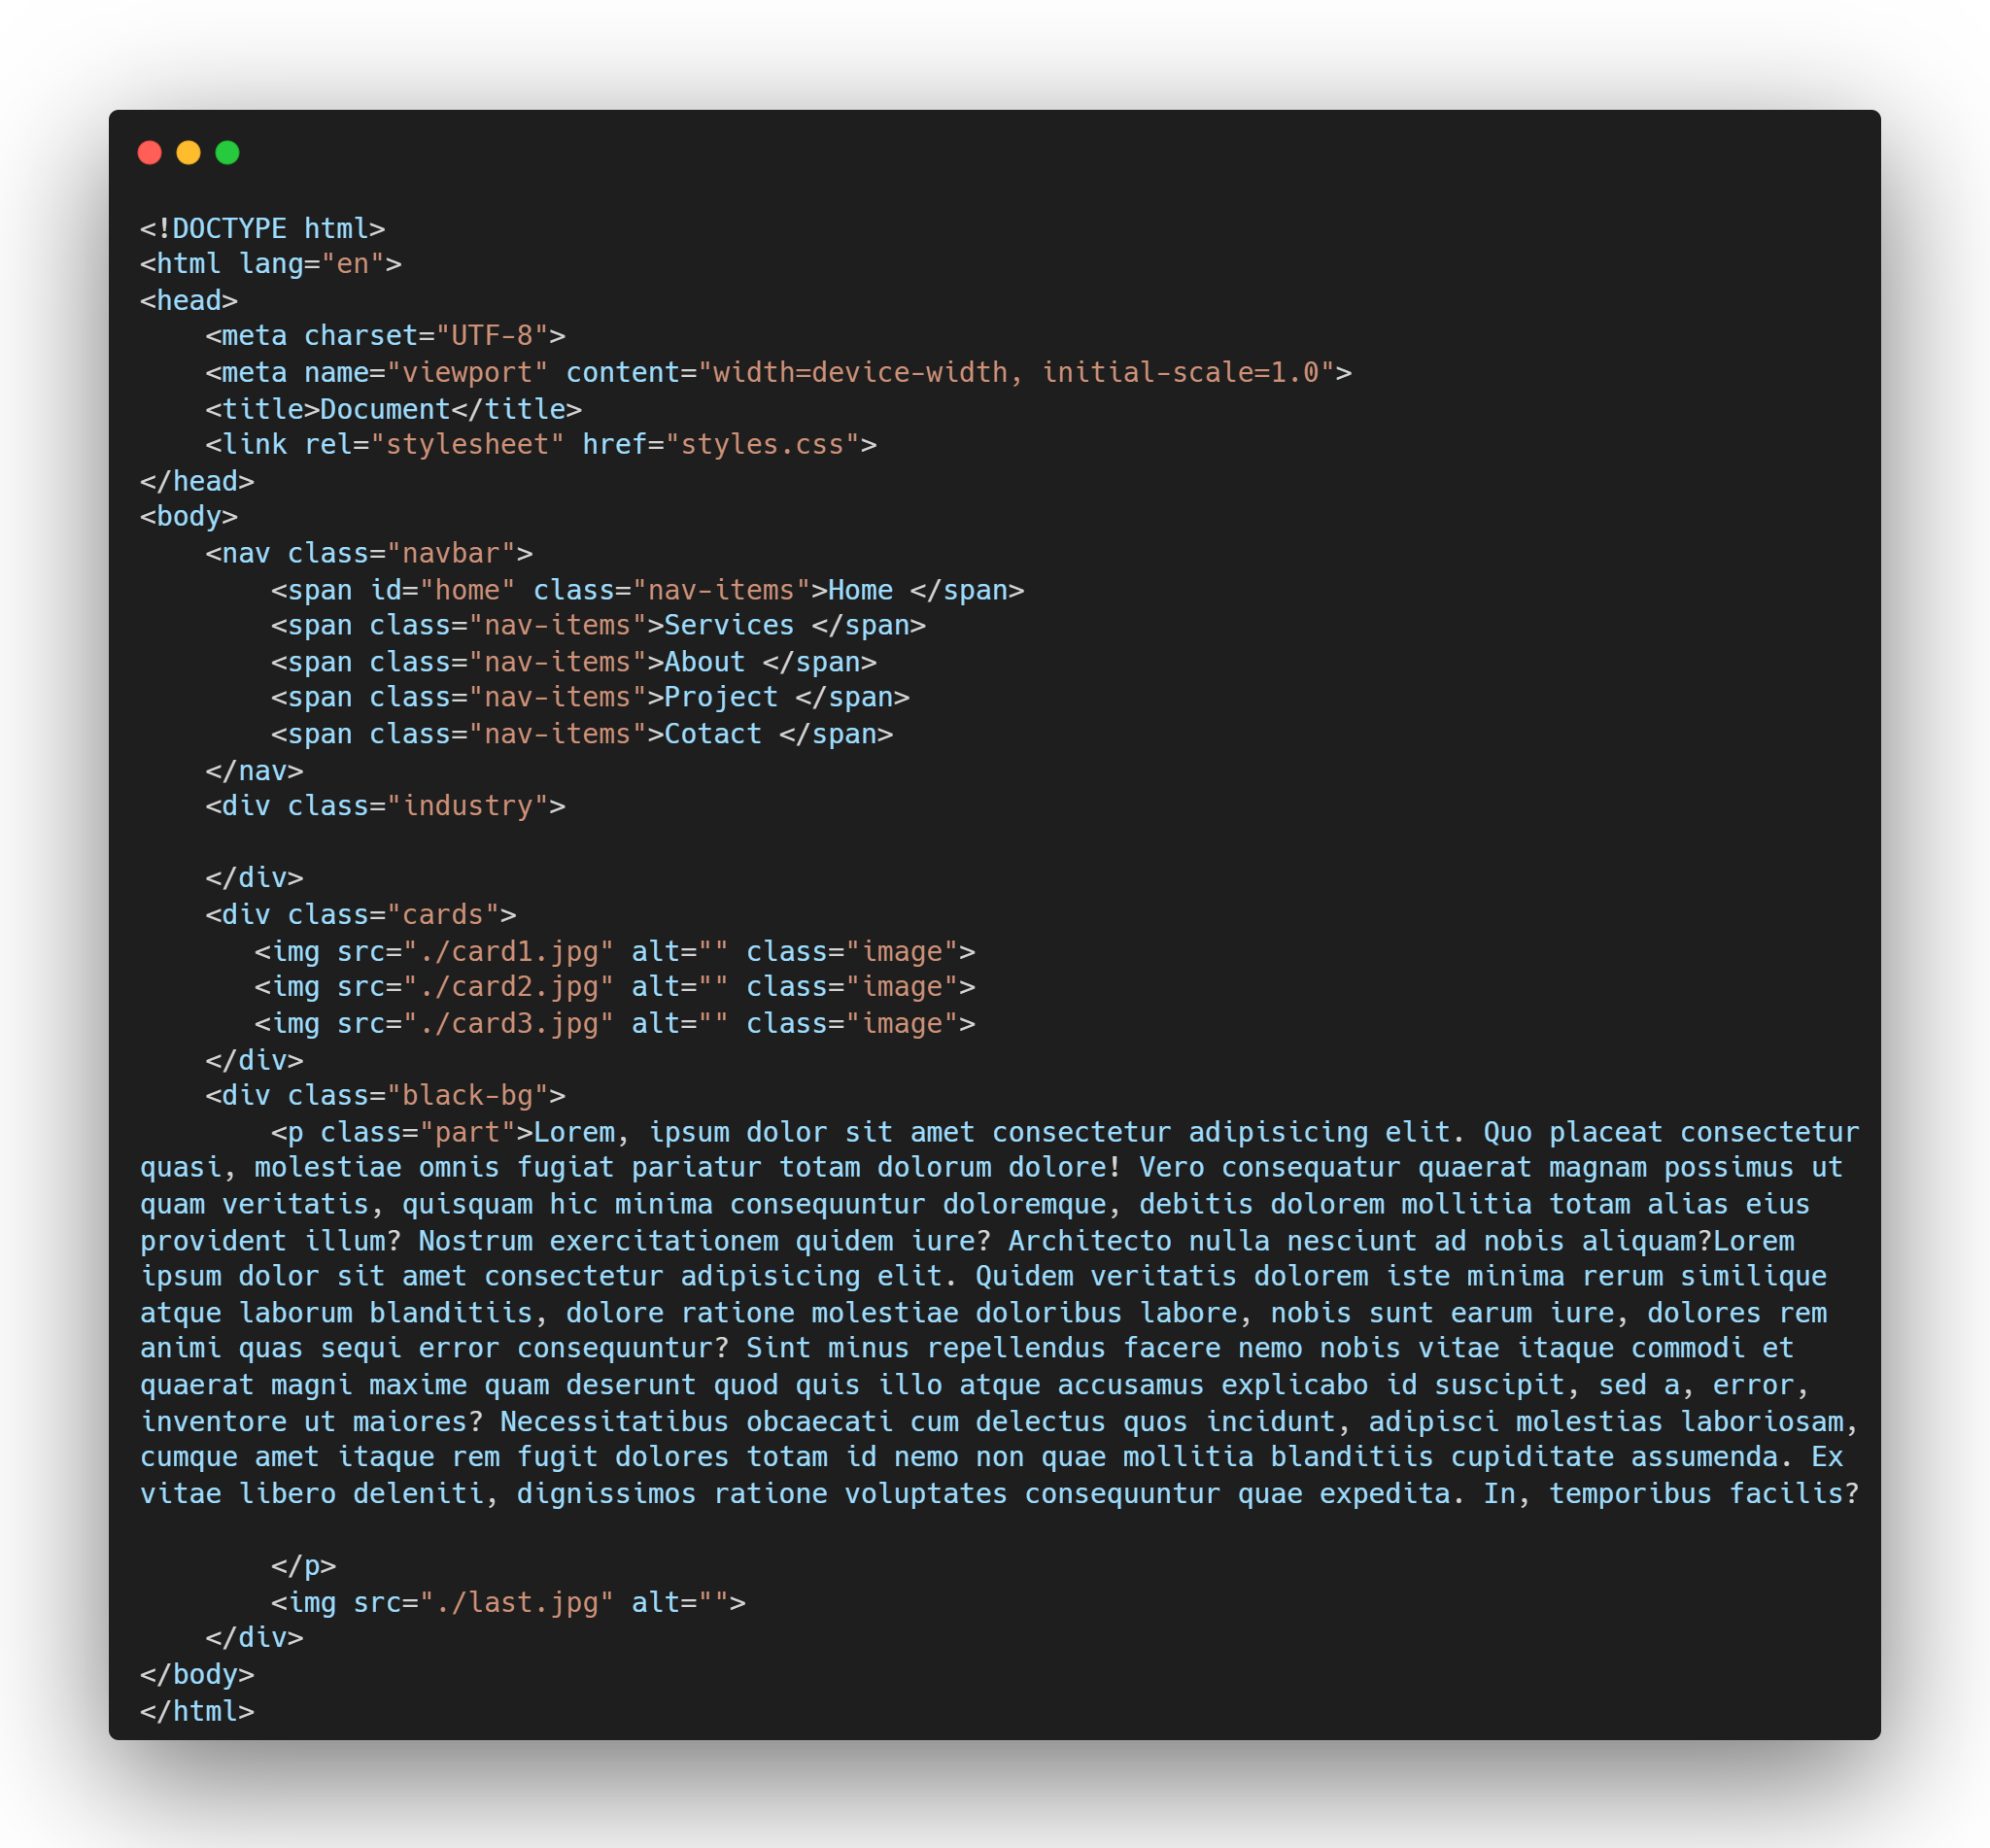 <!DOCTYPE html>
<html lang="en">
<head>
    <meta charset="UTF-8">
    <meta name="viewport" content="width=device-width, initial-scale=1.0">
    <title>Document</title>
    <link rel="stylesheet" href="styles.css">
</head>
<body>
    <nav class="navbar">
        <span id="home" class="nav-items">Home </span>
        <span class="nav-items">Services </span>
        <span class="nav-items">About </span>
        <span class="nav-items">Project </span>
        <span class="nav-items">Cotact </span>
    </nav>
    <div class="industry">

    </div>
    <div class="cards">
       <img src="./card1.jpg" alt="" class="image">
       <img src="./card2.jpg" alt="" class="image">
       <img src="./card3.jpg" alt="" class="image">
    </div>
    <div class="black-bg">
        <p class="part">Lorem, ipsum dolor sit amet consectetur adipisicing elit. Quo placeat consectetur
quasi, molestiae omnis fugiat pariatur totam dolorum dolore! Vero consequatur quaerat magnam possimus ut
quam veritatis, quisquam hic minima consequuntur doloremque, debitis dolorem mollitia totam alias eius
provident illum? Nostrum exercitationem quidem iure? Architecto nulla nesciunt ad nobis aliquam?Lorem
ipsum dolor sit amet consectetur adipisicing elit. Quidem veritatis dolorem iste minima rerum similique
atque laborum blanditiis, dolore ratione molestiae doloribus labore, nobis sunt earum iure, dolores rem
animi quas sequi error consequuntur? Sint minus repellendus facere nemo nobis vitae itaque commodi et
quaerat magni maxime quam deserunt quod quis illo atque accusamus explicabo id suscipit, sed a, error,
inventore ut maiores? Necessitatibus obcaecati cum delectus quos incidunt, adipisci molestias laboriosam,
cumque amet itaque rem fugit dolores totam id nemo non quae mollitia blanditiis cupiditate assumenda. Ex
vitae libero deleniti, dignissimos ratione voluptates consequuntur quae expedita. In, temporibus facilis?

        </p>
        <img src="./last.jpg" alt="">
    </div>
</body>
</html>